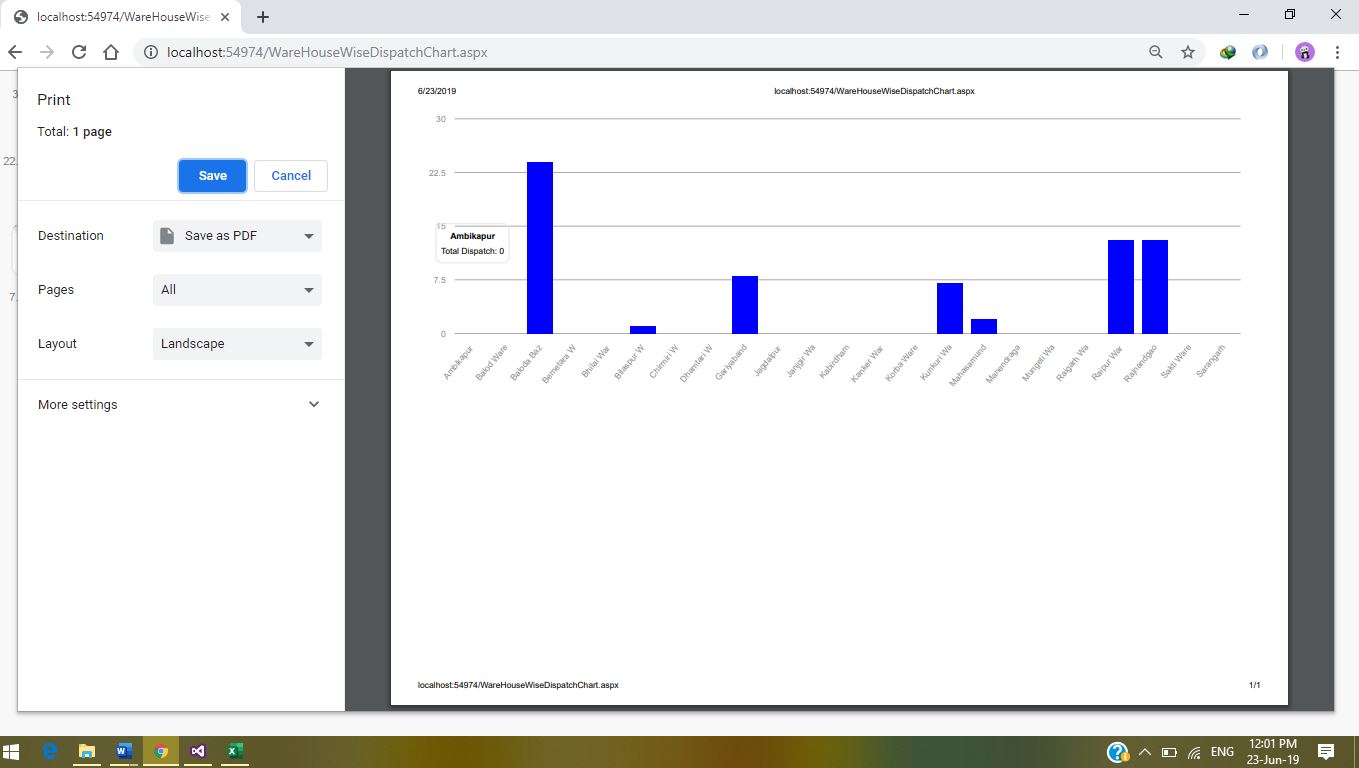 localhost:54974/WareHouseWise
localhost:54974/WareHouseWiseDispatchChart.aspx
Print
Total: 1 page
Save
Cancel
Destination
Save as PDF
Pages
All
Layout
Landscape
More settings
3
22.
7.
6/23/2019
localhost:54974/WareHouseWiseDispatchChart.aspx
30
22.5
15
7.5
0
Ambikapur
Total Dispatch: 0
Ambikapur
Balod Ware
Baloda Baz
Bemetara W
Bhilai War
Bilaspur W
Chirmiri W
Dhamtari W
Gariyaband
Jagdalpur
Janjgir Wa
Kabirdham
Kanker War
Korba Ware
Kunkuri Wa
Mahasamund
Manendraga
Mungeli Wa
Raigarh Wa
Raipur War
Rajnandgao
Sakti Ware
Sarangarh
localhost:54974/WareHouseWiseDispatchChart.aspx
1/1
ENG
12:01 PM
23-Jun-19